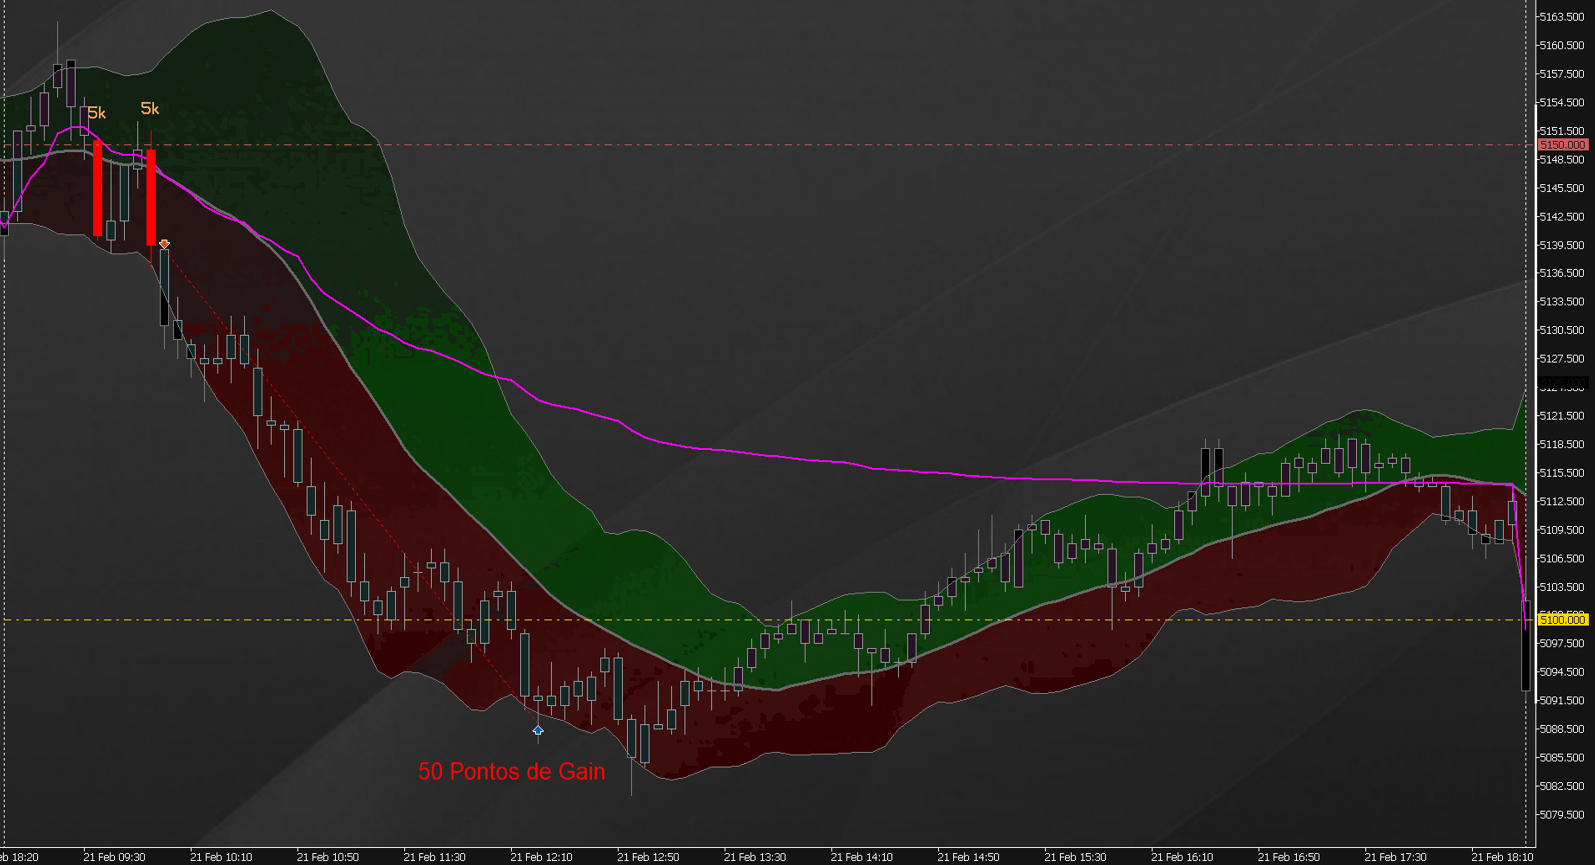 5163.500
5160.500
5157.500
5154.500
5k
5k
5151.500
5150.000
5148.500
5145.500
5142.500
5139.500
5136.500
5133.500
5130.500
5127.500
5121.500
5118.500
5115.500
5112.500
5109.500
5106.500
5103.500
5100.000
5097.500
5094.500
5091.500
5088.500
5085.500
50 Pontos de Gain
5082.500
5079.500
eb 18:20
21 Feb 09:30
21 Feb 10:10
21 Feb 10:50
21 Feb 11:30
21 Feb 12:10
21 Feb 12:50
21 Feb 13:30
21 Feb 14:10
21 Feb 14:50
21 Feb 15:30
21 Feb 16:10
21 Feb 16:50
21 Feb 17:30
21 Feb 18:10